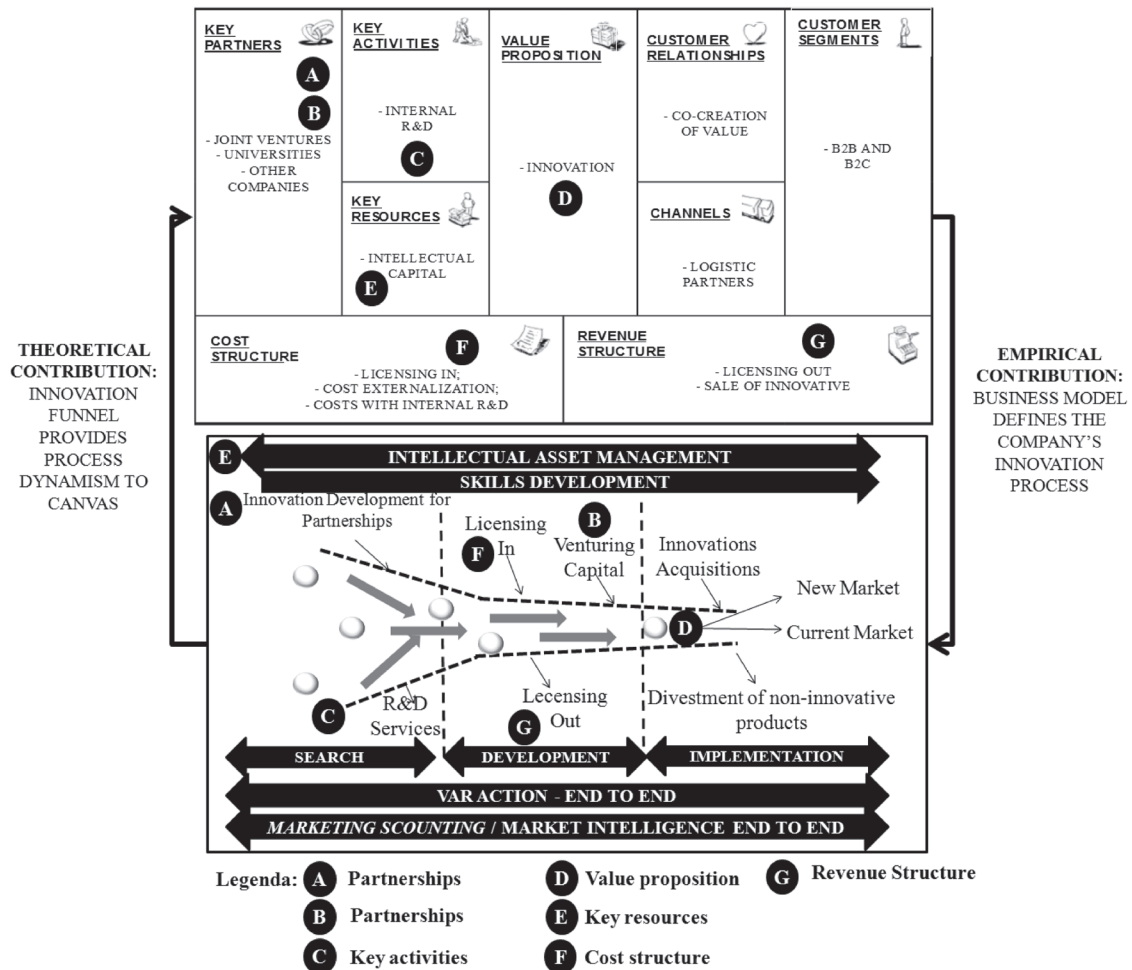 KEY
PARTNERS
A
B
- JOINT VENTURES
- UNIVERSITIES
- OTHER
COMPANIES
KEY
ACTIVITIES
- INTERNAL
R&D
C
KEY
RESOURCES
- INTELLECTUAL
CAPITAL
E
VALUE
PROPOSITION
- INNOVATION
D
CUSTOMER
RELATIONSHIPS
- CO-CREATION
OF VALUE
CHANNELS
- LOGISTIC
PARTNERS
CUSTOMER
SEGMENTS
- B2B AND
B2C
COST
STRUCTURE
F
- LICENSING IN;
- COST EXTERNALIZATION;
- COSTS WITH INTERNAL R&D
REVENUE
STRUCTURE
G
- LICENSING OUT
- SALE OF INNOVATIVE
THEORETICAL
CONTRIBUTION:
INNOVATION
FUNNEL
PROVIDES
PROCESS
DYNAMISM TO
CANVAS
EMPIRICAL
CONTRIBUTION:
BUSINESS MODEL
DEFINES THE
COMPANY'S
INNOVATION
PROCESS
E
INTELLECTUAL ASSET MANAGEMENT
SKILLS DEVELOPMENT
A
Innovation Development for
Partnerships
F
Licensing
In
B
Venturing
Capital
Innovations
Acquisitions
New Market
D
Current Market
C
R&D
Services
Lecensing
Out
G
Divestment of non-innovative
products
SEARCH
DEVELOPMENT
IMPLEMENTATION
VAR ACTION - END TO END
MARKETING SCOUNTING / MARKET INTELLIGENCE END TO END
Legenda:
A Partnerships
B Partnerships
C Key activities
D Value proposition
E Key resources
F Cost structure
G Revenue Structure